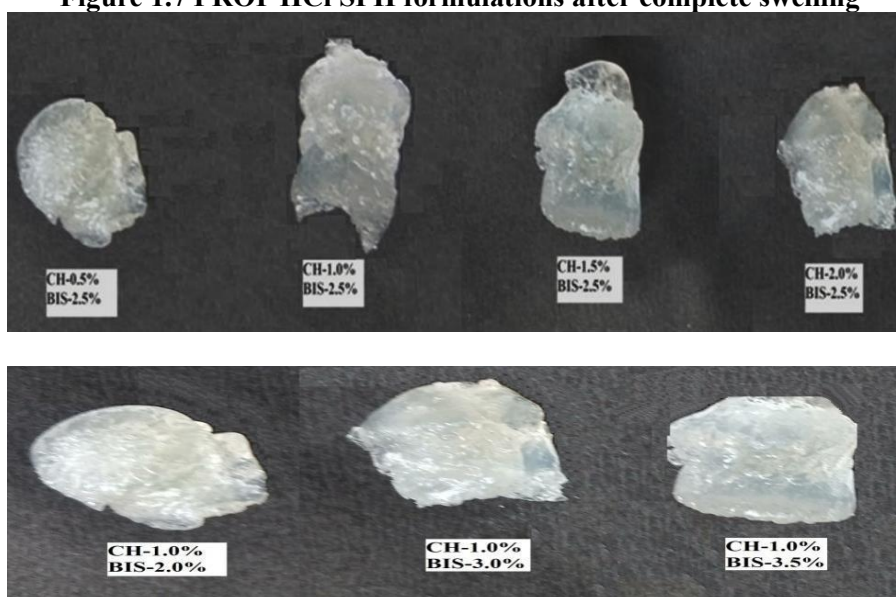 Figure 1.7 PROP HCl SPH formulations after complete swelling
CH-0.5%
BIS-2.5%
CH-1.0%
BIS-2.5%
CH-1.5%
BIS-2.5%
CH-2.0%
BIS-2.5%
CH-1.0%
BIS-2.0%
CH-1.0%
BIS-3.0%
CH-1.0%
BIS-3.5%